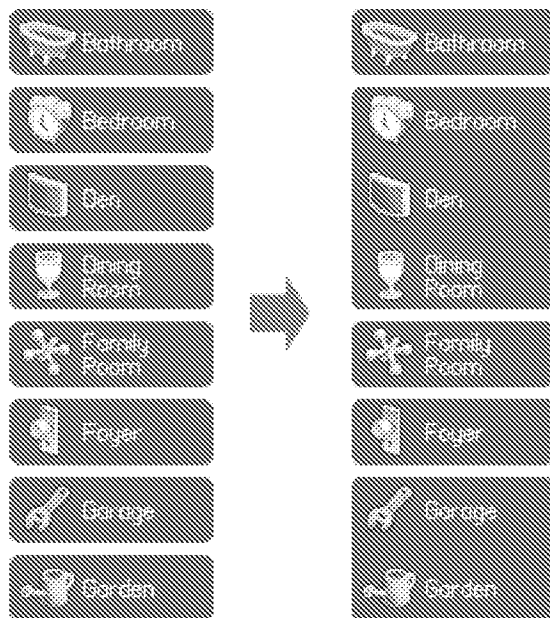 Bathroom
Bedroom
Den
Dining
Room
Family
Room
Foyer
Garage
Garden
Bathroom
Bedroom
Den
Dining
Room
Family
Room
Foyer
Garage
Garden